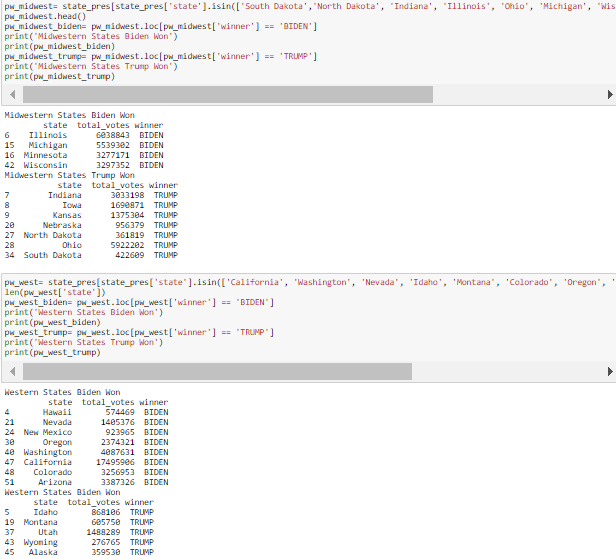 pw_midwest= state_pres[state_pres['state'].isin(['South Dakota','North Dakota', 'Indiana', 'Illinois', 'Ohio', 'Michigan', 'Wis
pw_midwest.head()
pw_midwest_biden= pw_midwest.loc[pw_midwest['winner'] == 'BIDEN']
print('Midwestern States Biden Won')
print(pw_midwest_biden)
pw_midwest_trump= pw_midwest.loc[pw_midwest['winner'] == 'TRUMP']
print('Midwestern States Trump Won')
print(pw_midwest_trump)
Midwestern States Biden Won
state total_votes winner
6 Illinois 6038843 BIDEN
15 Michigan 5539302 BIDEN
16 Minnesota 3277171 BIDEN
42 Wisconsin 3297352 BIDEN
Midwestern States Trump Won
state total_votes winner
7 Indiana 3033198 TRUMP
8 Iowa 1690871 TRUMP
9 Kansas 1375304 TRUMP
20 Nebraska 956379 TRUMP
27 North Dakota 361819 TRUMP
28 Ohio 5922202 TRUMP
34 South Dakota 422609 TRUMP
pw_west= state_pres[state_pres['state'].isin(['California', 'Washington', 'Nevada', 'Idaho', 'Montana', 'Colorado', 'Oregon', '
len(pw_west['state'])
pw_west_biden= pw_west.loc[pw_west['winner'] == 'BIDEN']
print('Western States Biden Won')
print(pw_west_biden)
pw_west_trump= pw_west.loc[pw_west['winner'] == 'TRUMP']
print('Western States Trump Won')
print(pw_west_trump)
Western States Biden Won
state total_votes winner
4 Hawaii 574469 BIDEN
21 Nevada 1405376 BIDEN
24 New Mexico 923965 BIDEN
30 Oregon 2374321 BIDEN
40 Washington 4087631 BIDEN
47 California 17495906 BIDEN
48 Colorado 3256953 BIDEN
51 Arizona 3387326 BIDEN
Western States Biden Won
state total_votes winner
5 Idaho 868106 TRUMP
19 Montana 605750 TRUMP
37 Utah 1488289 TRUMP
43 Wyoming 276765 TRUMP
45 Alaska 359530 TRUMP